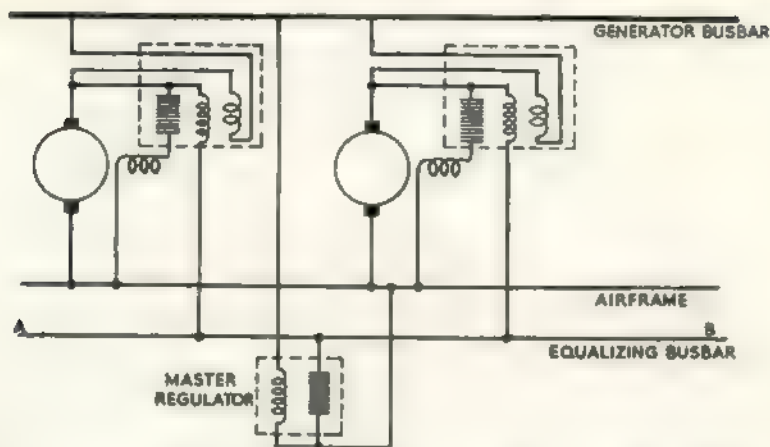 GENERATOR BUSBAR
AIRFRAME
A
B
EQUALIZING BUSBAR
MASTER
REGULATOR